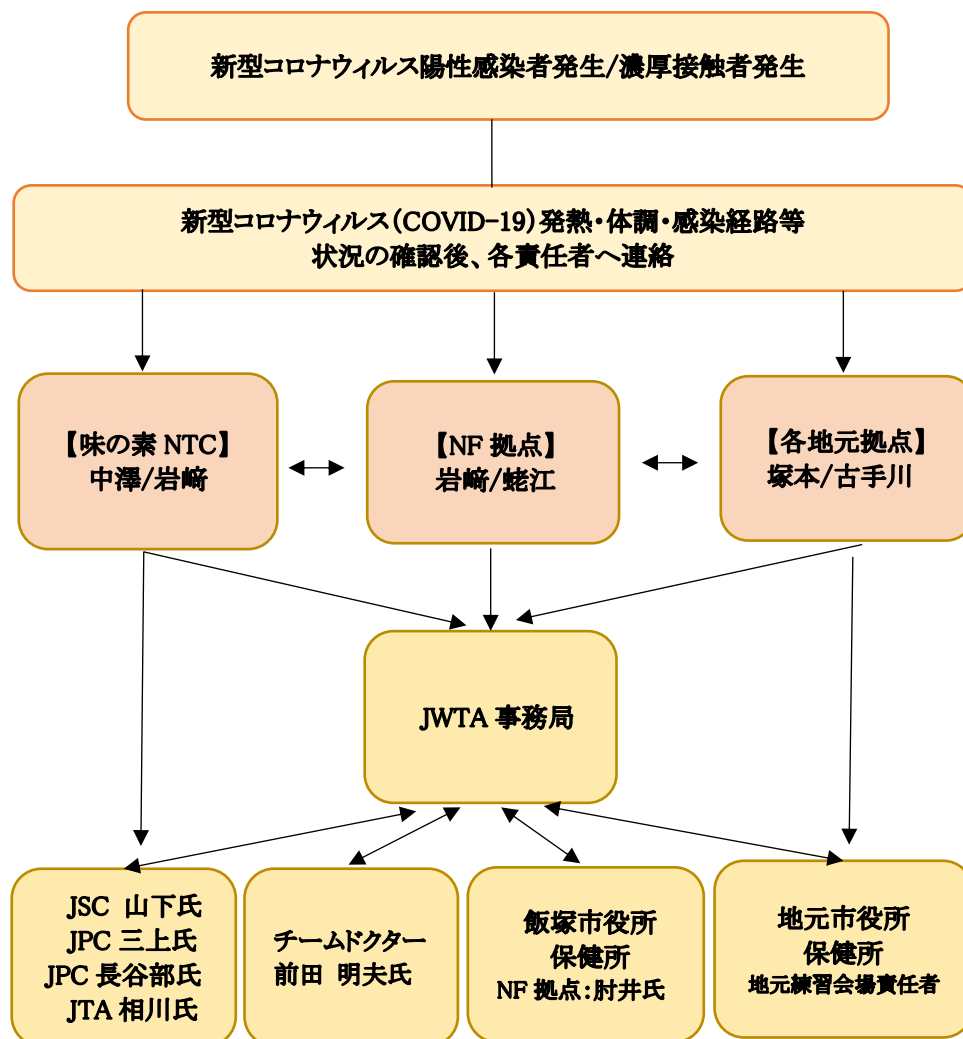 新型コロナウィルス陽性感染者発生/濃厚接触者発生
新型コロナウィルス(COVID-19)発熱・体調・感染経路等
状況の確認後、各責任者へ連絡
【味の素 NTC】
中澤/岩﨑
【NF 拠点】
岩﨑/蛯江
【各地元拠点】
塚本/古手川
JWTA 事務局
JSC 山下氏
JPC 三上氏
JPC 長谷部氏
JTA 相川氏
チームドクター
前田 明夫氏
飯塚市役所
保健所
NF 拠点:肘井氏
地元市役所
保健所
地元練習会場責任者